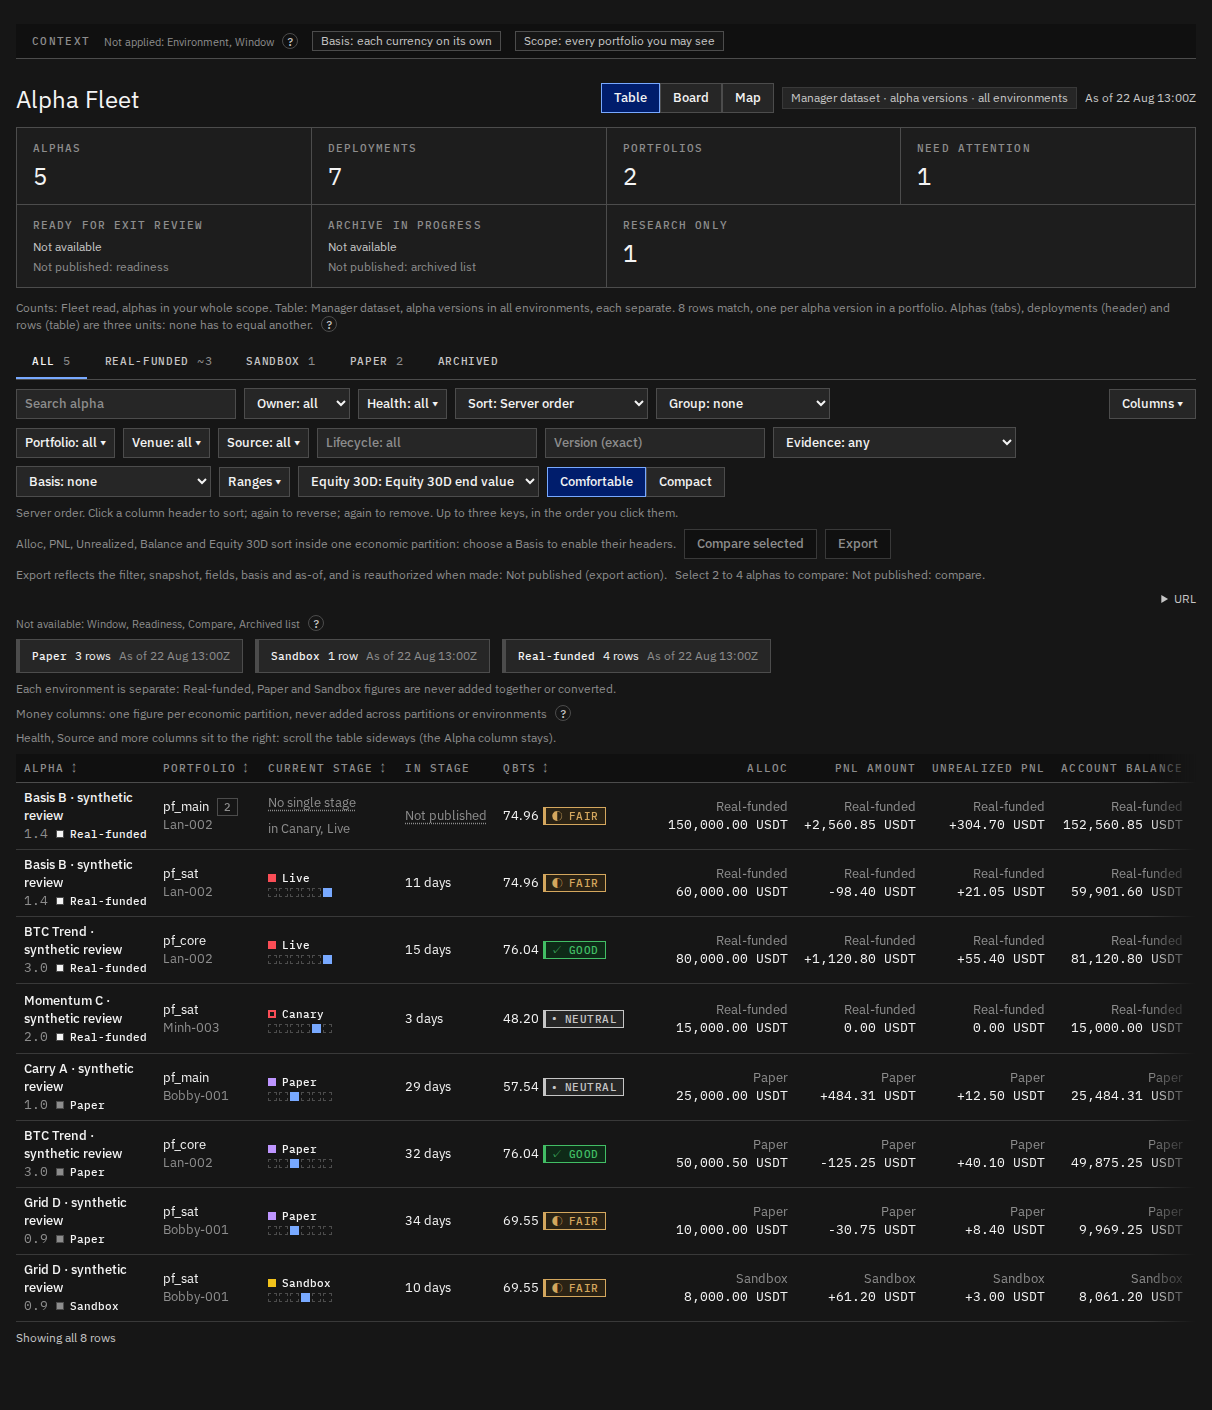 CONTEXT Not applied: Environment, Window ? Basis: each currency on its own Scope: every portfolio you may see
Alpha Fleet Table Board Map Manager dataset · alpha versions · all environments As of 22 Aug 13:00Z
ALPHAS DEPLOYMENTS PORTFOLIOS NEED ATTENTION
5 7 2 1
READY FOR EXIT REVIEW ARCHIVE IN PROGRESS RESEARCH ONLY
Not available Not available 1
Not published: readiness Not published: archived list
Counts: Fleet read, alphas in your whole scope. Table: Manager dataset, alpha versions in all environments, each separate. 8 rows match, one per alpha version in a portfolio. Alphas (tabs), deployments (header) and
rows (table) are three units: none has to equal another. ?
ALL 5 REAL-FUNDED ~3 SANDBOX 1 PAPER 2 ARCHIVED
Search alpha Owner: all Health: all ▾ Sort: Server order Group: none Columns ▾
Portfolio: all ▾ Venue: all ▾ Source: all ▾ Lifecycle: all Version (exact) Evidence: any
Basis: none Ranges ▾ Equity 30D: Equity 30D end value Comfortable Compact
Server order. Click a column header to sort; again to reverse; again to remove. Up to three keys, in the order you click them.
Alloc, PNL, Unrealized, Balance and Equity 30D sort inside one economic partition: choose a Basis to enable their headers. Compare selected Export
Export reflects the filter, snapshot, fields, basis and as-of, and is reauthorized when made: Not published (export action). Select 2 to 4 alphas to compare: Not published: compare.
▶ URL
Not available: Window, Readiness, Compare, Archived list ?
Paper 3 rows As of 22 Aug 13:00Z Sandbox 1 row As of 22 Aug 13:00Z Real-funded 4 rows As of 22 Aug 13:00Z
Each environment is separate: Real-funded, Paper and Sandbox figures are never added together or converted.
Money columns: one figure per economic partition, never added across partitions or environments ?
Health, Source and more columns sit to the right: scroll the table sideways (the Alpha column stays).
ALPHA ↕ PORTFOLIO ↕ CURRENT STAGE ↕ IN STAGE QBTS ↕ ALLOC PNL AMOUNT UNREALIZED PNL ACCOUNT BALANCE
Basis B · synthetic
review
1.4 Real-funded
pf_main 2
Lan-002
No single stage
in Canary, Live
Not published
74.96 ◐ FAIR
Real-funded Real-funded Real-funded Real-funded
150,000.00 USDT +2,560.85 USDT +304.70 USDT 152,560.85 USDT
Basis B · synthetic
review
1.4 Real-funded
pf_sat
Lan-002
Live
11 days
74.96 ◐ FAIR
Real-funded Real-funded Real-funded Real-funded
60,000.00 USDT -98.40 USDT +21.05 USDT 59,901.60 USDT
BTC Trend ·
synthetic review
3.0 Real-funded
pf_core
Lan-002
Live
15 days
76.04 ✓ GOOD
Real-funded Real-funded Real-funded Real-funded
80,000.00 USDT +1,120.80 USDT +55.40 USDT 81,120.80 USDT
Momentum C ·
synthetic review
2.0 Real-funded
pf_sat
Minh-003
Canary
3 days
48.20 • NEUTRAL
Real-funded Real-funded Real-funded Real-funded
15,000.00 USDT 0.00 USDT 0.00 USDT 15,000.00 USDT
Carry A · synthetic
review
1.0 Paper
pf_main
Bobby-001
Paper
29 days
57.54 • NEUTRAL
Paper Paper Paper Paper
25,000.00 USDT +484.31 USDT +12.50 USDT 25,484.31 USDT
BTC Trend ·
synthetic review
3.0 Paper
pf_core
Lan-002
Paper
32 days
76.04 ✓ GOOD
Paper Paper Paper Paper
50,000.50 USDT -125.25 USDT +40.10 USDT 49,875.25 USDT
Grid D · synthetic
review
0.9 Paper
pf_sat
Bobby-001
Paper
34 days
69.55 ◐ FAIR
Paper Paper Paper Paper
10,000.00 USDT -30.75 USDT +8.40 USDT 9,969.25 USDT
Grid D · synthetic
review
0.9 Sandbox
pf_sat
Bobby-001
Sandbox
10 days
69.55 ◐ FAIR
Sandbox Sandbox Sandbox Sandbox
8,000.00 USDT +61.20 USDT +3.00 USDT 8,061.20 USDT
Showing all 8 rows